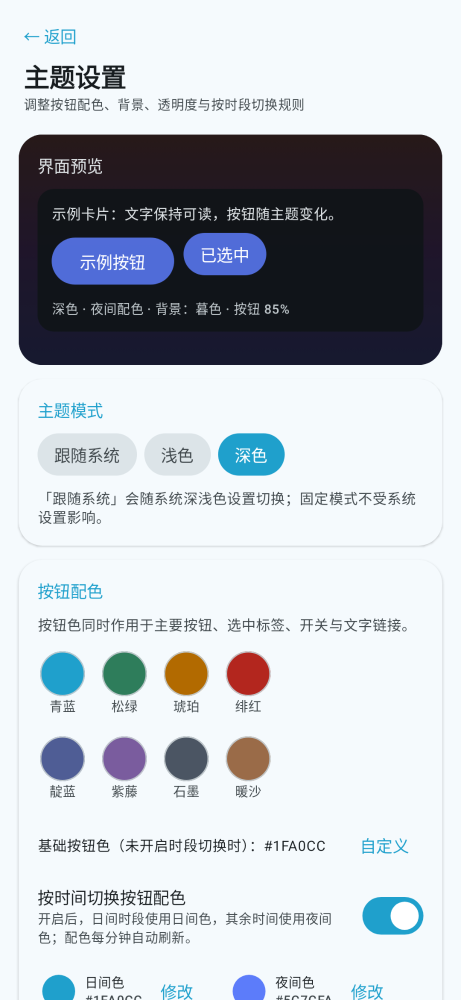 ← 返回
主题设置
调整按钮配色、背景、透明度与按时段切换规则
界面预览
示例卡片：文字保持可读，按钮随主题变化。
示例按钮
已选中
深色 · 夜间配色 · 背景：暮色 · 按钮 85%
主题模式
跟随系统
浅色
深色
「跟随系统」会随系统深浅色设置切换；固定模式不受系统
设置影响。
按钮配色
按钮色同时作用于主要按钮、选中标签、开关与文字链接。
青蓝
松绿
琥珀
绯红
靛蓝
紫藤
石墨
暖沙
基础按钮色（未开启时段切换时）：#1FA0CC
自定义
按时间切换按钮配色
开启后，日间时段使用日间色，其余时间使用夜间
色；配色每分钟自动刷新。
日间色
#1FA0CC
修改
夜间色
#5C7CFA
修改